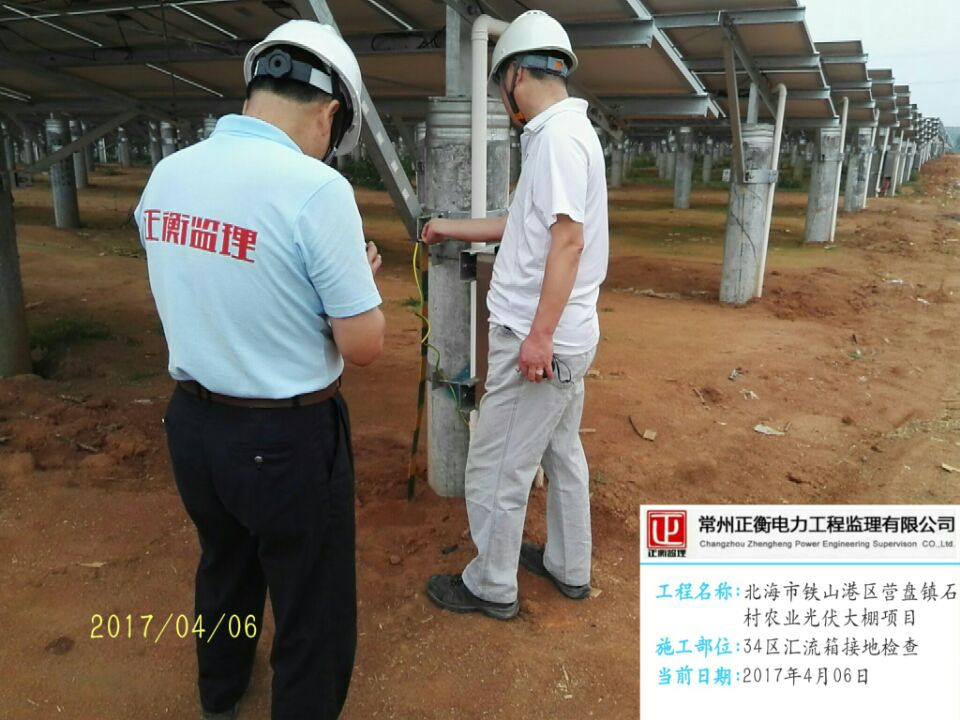 正衡监理
2017/04/06
正衡监理
常州正衡电力工程监理有限公司
Changzhou Zhengheng Power Engineering Supervison CO.,Ltd.
工程名称:北海市铁山港区营盘镇石
村农业光伏大棚项目
施工部位:34区汇流箱接地检查
当前日期:2017年4月06日